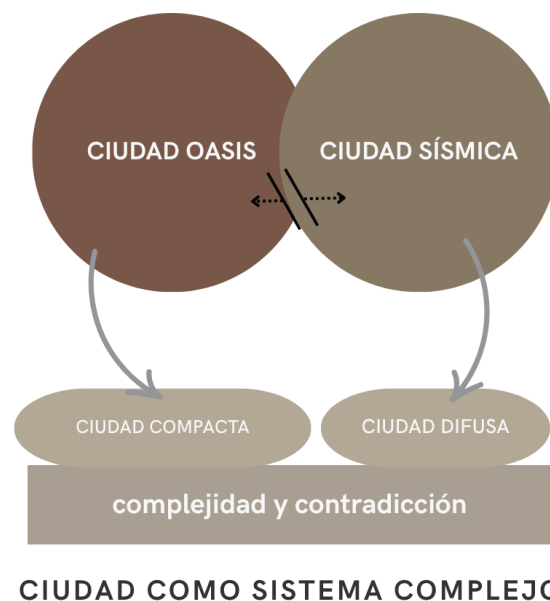 CIUDAD OASIS
CIUDAD SÍSMICA
CIUDAD COMPACTA
CIUDAD DIFUSA
complejidad y contradicción
CIUDAD COMO SISTEMA COMPLEJO